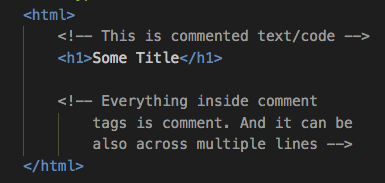 <html>
<!-- This is commented text/code -->
<h1>Some Title</h1>
<!-- Everything inside comment
tags is comment. And it can be
also across multiple lines -->
</html>